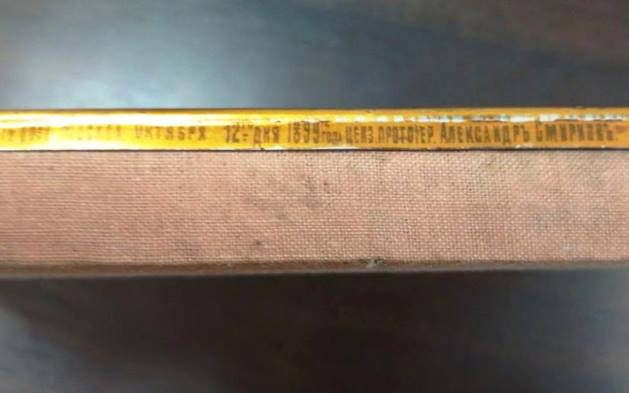 Москва Октября 12-дня 1899 года Ценз. Протоіер. Александръ Смирновъ